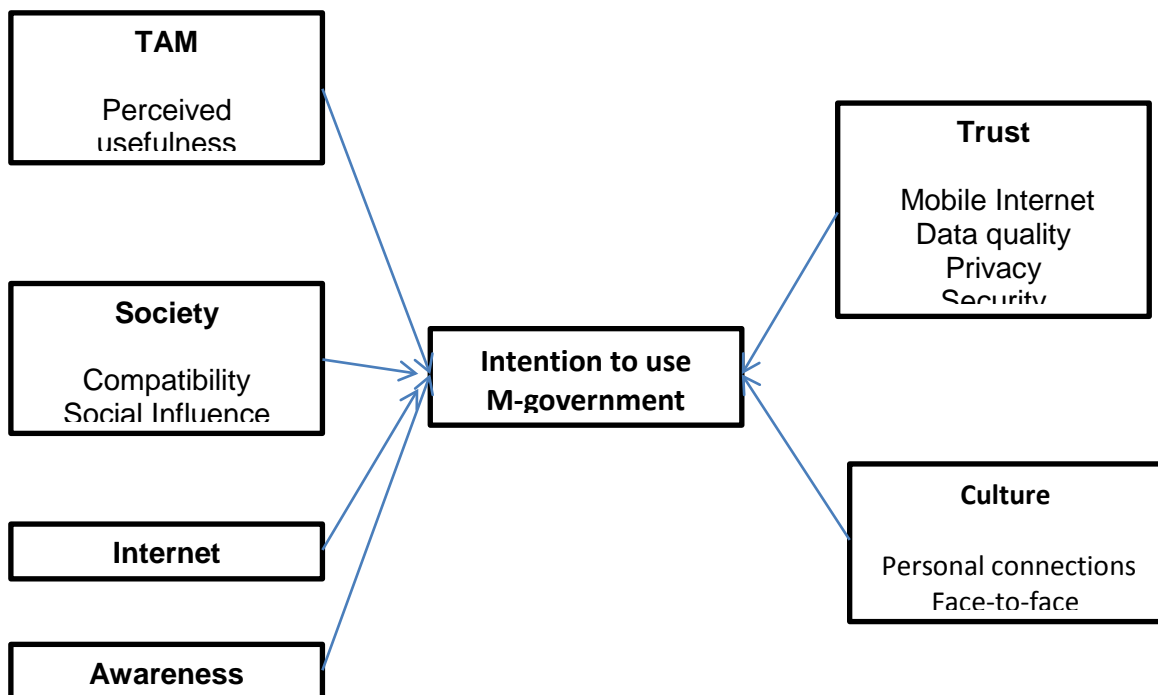 TAM
Perceived
usefulness
Society
Compatibility
Social Influence
Internet
Awareness
Intention to use
M-government
Trust
Mobile Internet
Data quality
Privacy
Security
Culture
Personal connections
Face-to-face